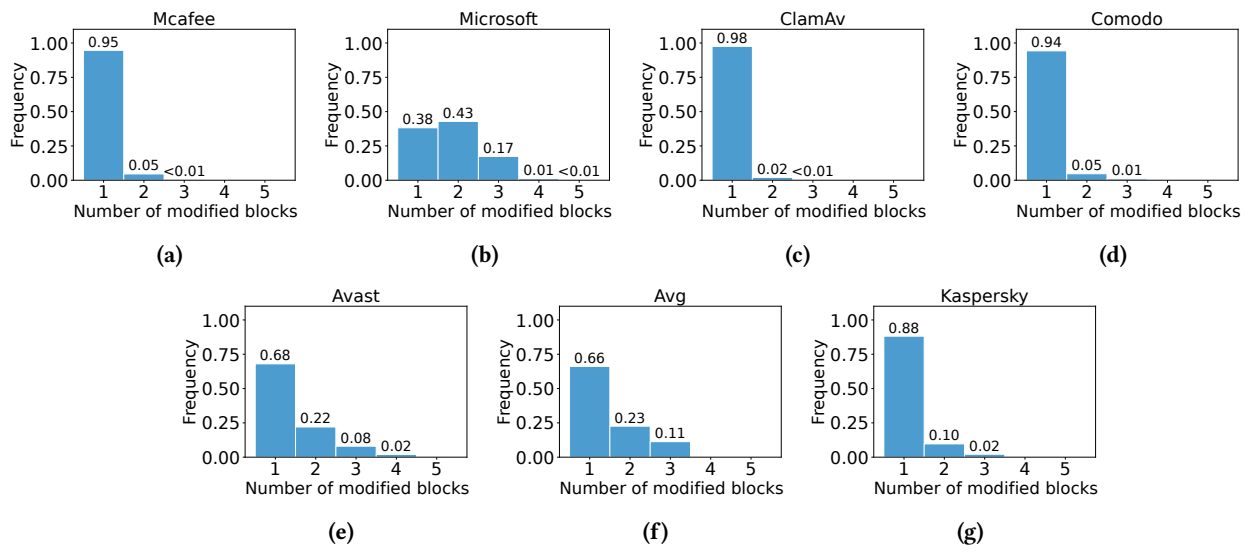 Mcafee
1.00
0.75
0.50
0.25
0.00
Frequency
0.95
0.05
<0.01
1 2 3 4 5
Number of modified blocks
(a)
Microsoft
1.00
0.75
0.50
0.25
0.00
Frequency
0.38
0.43
0.17
0.01
<0.01
1 2 3 4 5
Number of modified blocks
(b)
ClamAv
1.00
0.75
0.50
0.25
0.00
Frequency
0.98
0.02
<0.01
1 2 3 4 5
Number of modified blocks
(c)
Comodo
1.00
0.75
0.50
0.25
0.00
Frequency
0.94
0.05
0.01
1 2 3 4 5
Number of modified blocks
(d)
Avast
1.00
0.75
0.50
0.25
0.00
Frequency
0.68
0.22
0.08
0.02
1 2 3 4 5
Number of modified blocks
(e)
Avg
1.00
0.75
0.50
0.25
0.00
Frequency
0.66
0.23
0.11
1 2 3 4 5
Number of modified blocks
(f)
Kaspersky
1.00
0.75
0.50
0.25
0.00
Frequency
0.88
0.10
0.02
1 2 3 4 5
Number of modified blocks
(g)